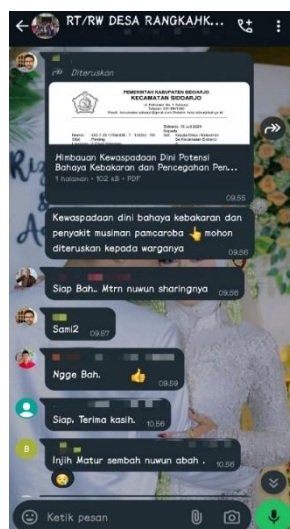 RT/RW DESA RANGKAHK...
Diteruskan
PEMERINTAH KABUPATEN SIDOARJO
KECAMATAN SIDOARJO
Himbauan Kewaspadaan Dini Potensi
Bahaya Kebakaran dan Pencegahan Pen...
1 halaman • 102 kB • PDF
09.55
Kewaspadaan dini bahaya kebakaran dan
penyakit musiman pamcaroba 👆 mohon
diteruskan kepada warganya
09.56
Siap Bah.. Mtrn nuwun sharingnya
09.56
Sami2
09.57
Ngge Bah. 👍
09.59
Siap, Terima kasih.
10.56
B
Injih Matur sembah nuwun abah .
10.56
Ketik pesan